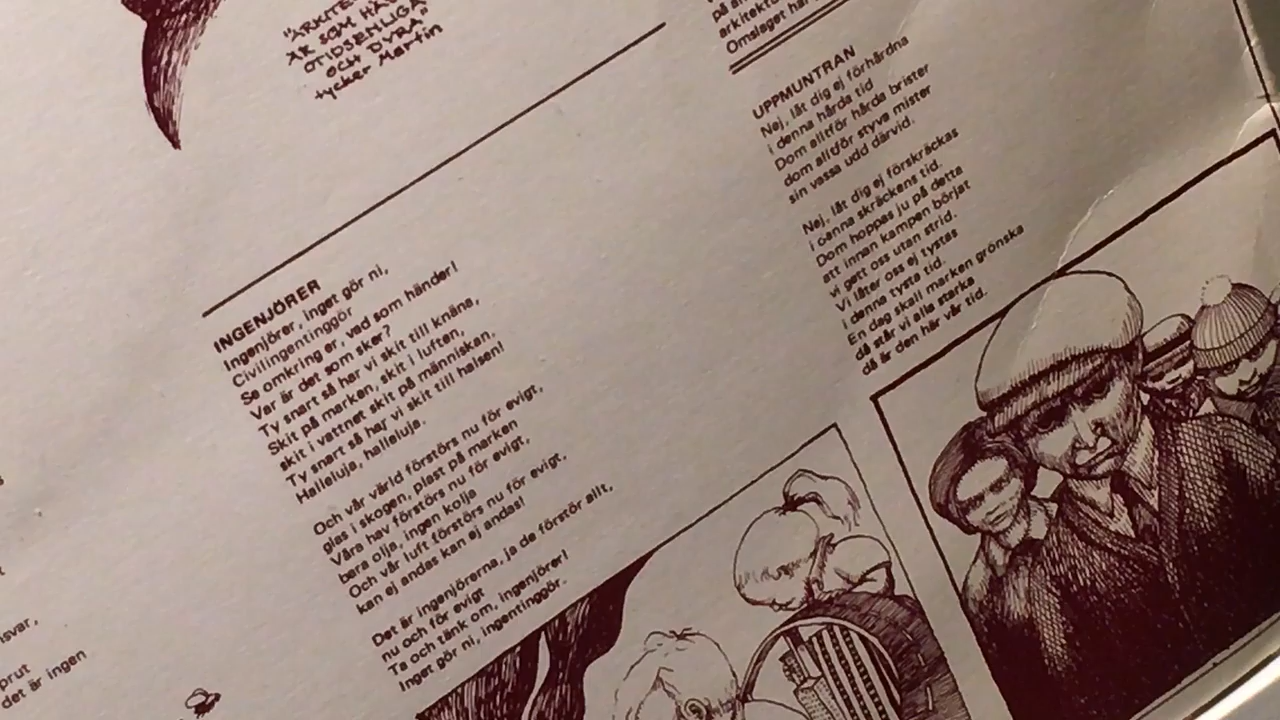 "ARKITE
ÄR SOM HÄ
OTIDSENLIGA
OCH DYRA"
tycker Martin
INGENJÖRER
Ingenjörer, inget gör ni,
Civilingentinggör
Se omkring er, vad som händer!
Var är det som sker?
Ty snart så har vi skit till knäna,
Skit på marken, skit i luften,
skit i vattnet skit på människan,
Ty snart så har vi skit till halsen!
Halleluja, halleluja.
Och vår värld förstörs nu för evigt,
glas i skogen, plast på marken
Våra hav förstörs nu för evigt,
bara olja, ingen kolja
Och vår luft förstörs nu för evigt,
kan ej andas kan ej andas!
Det är ingenjörerna, ja de förstör allt,
nu och för evigt
Ta och tänk om, ingenjörer!
Inget gör ni, ingentinggör.
på en
arkitektu
Omslaget har
UPPMUNTRAN
Nej, låt dig ej förhårdna
i denna hårda tid
Dom alltför hårda brister
dom alltför styva mister
sin vassa udd därvid.
Nej, låt dig ej förskräckas
i denna skräckens tid.
Dom hoppas ju på detta
att innan kampen börjat
vi gett oss utan strid.
Vi låter oss ej tystas
i denna tysta tid.
En dag skall marken grönska
då står vi alla starka
då är den här vår tid.
isvar,
prut
det är ingen